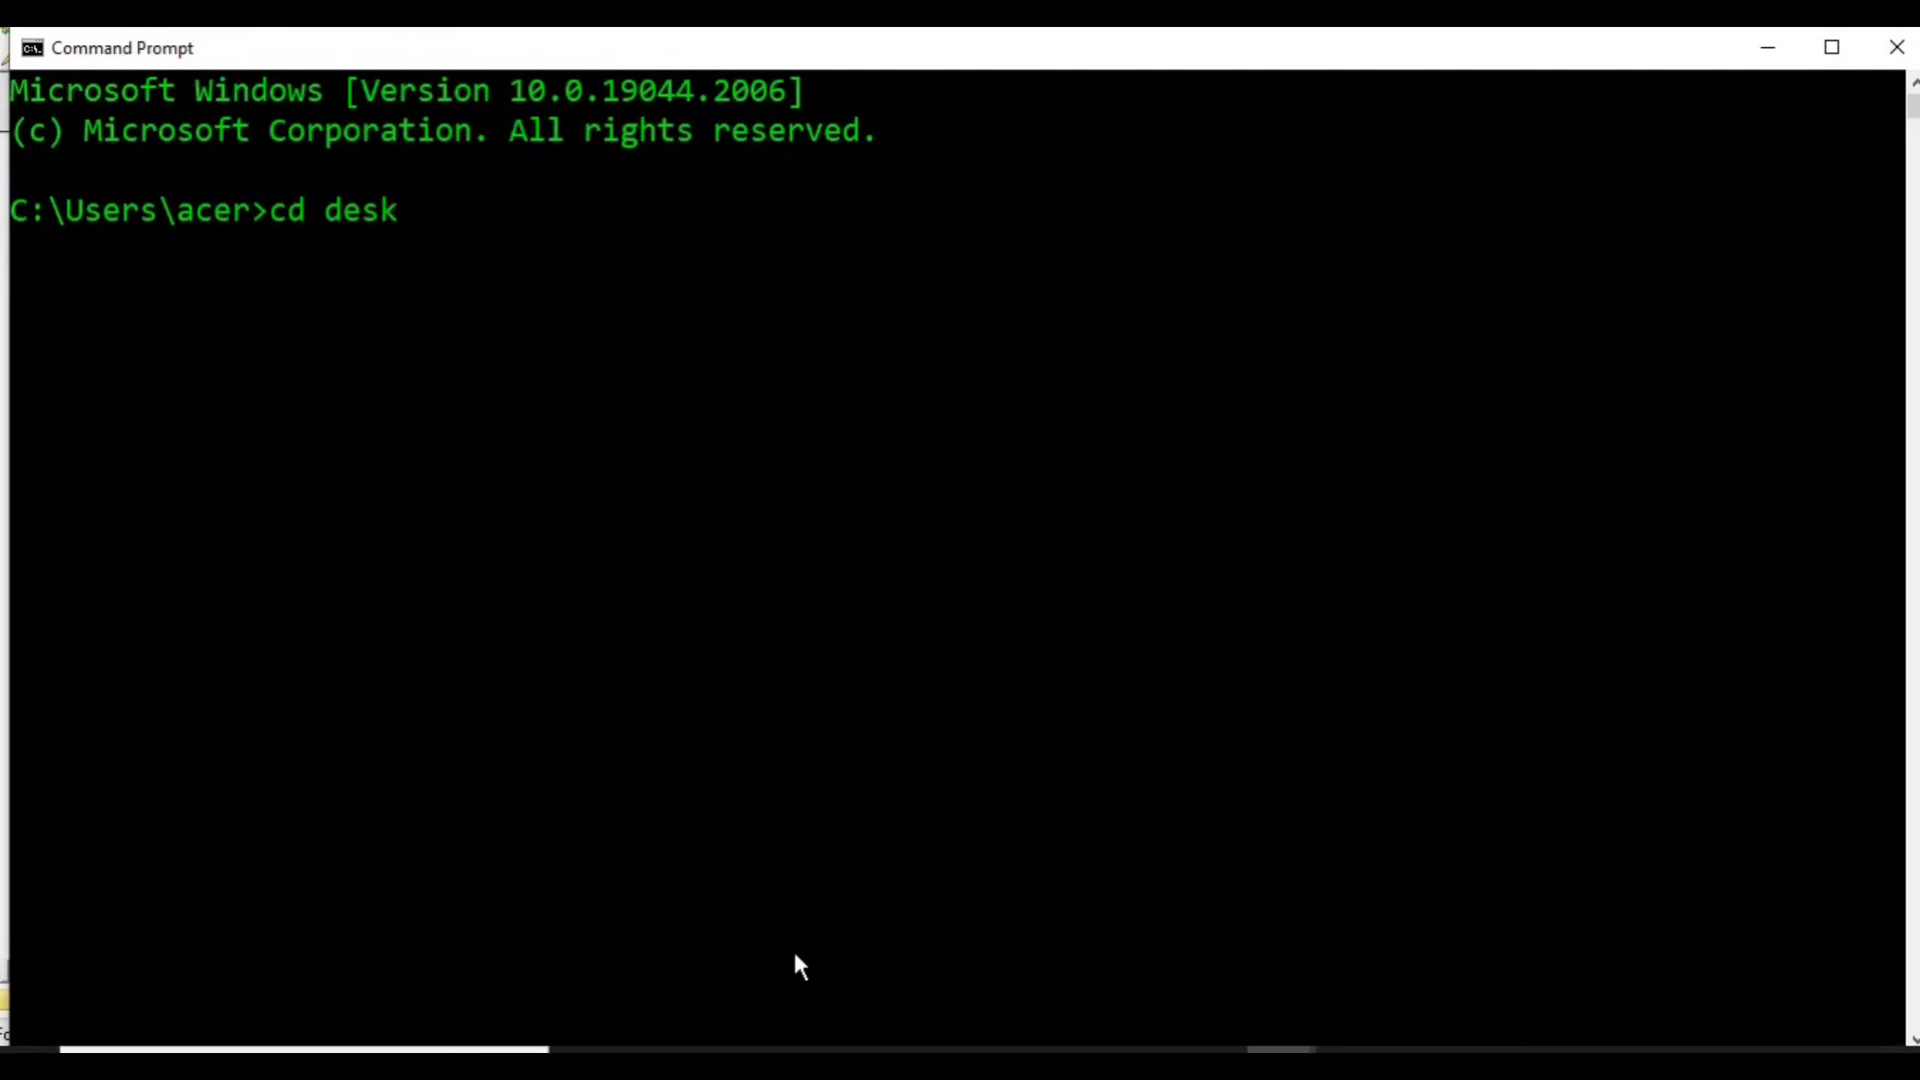 Command Prompt
Microsoft Windows [Version 10.0.19044.2006]
(c) Microsoft Corporation. All rights reserved.
C:\Users\acer>cd desk